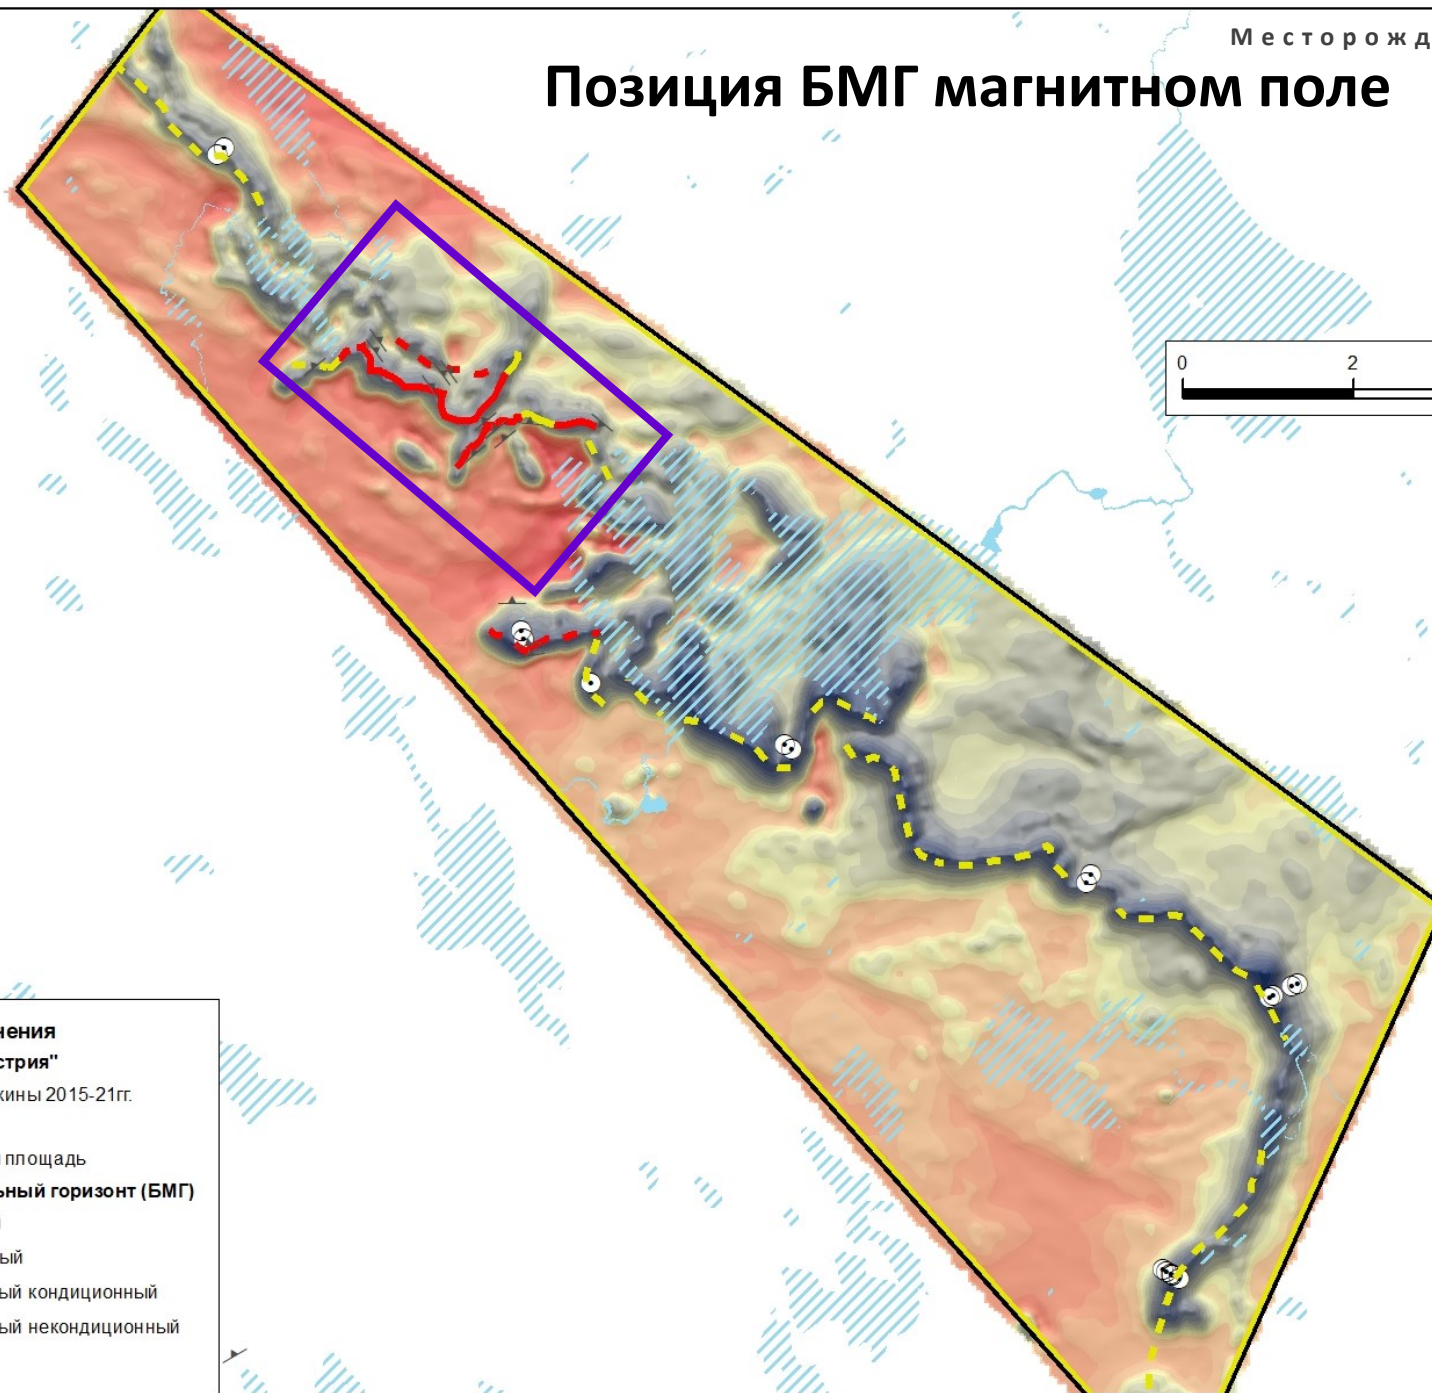 Месторожд
Позиция БМГ магнитном поле
0 2
нения
стрия"
кины 2015-21гг.
площадь
ьный горизонт (БМГ)
ый
ый кондиционный
ый некондиционный